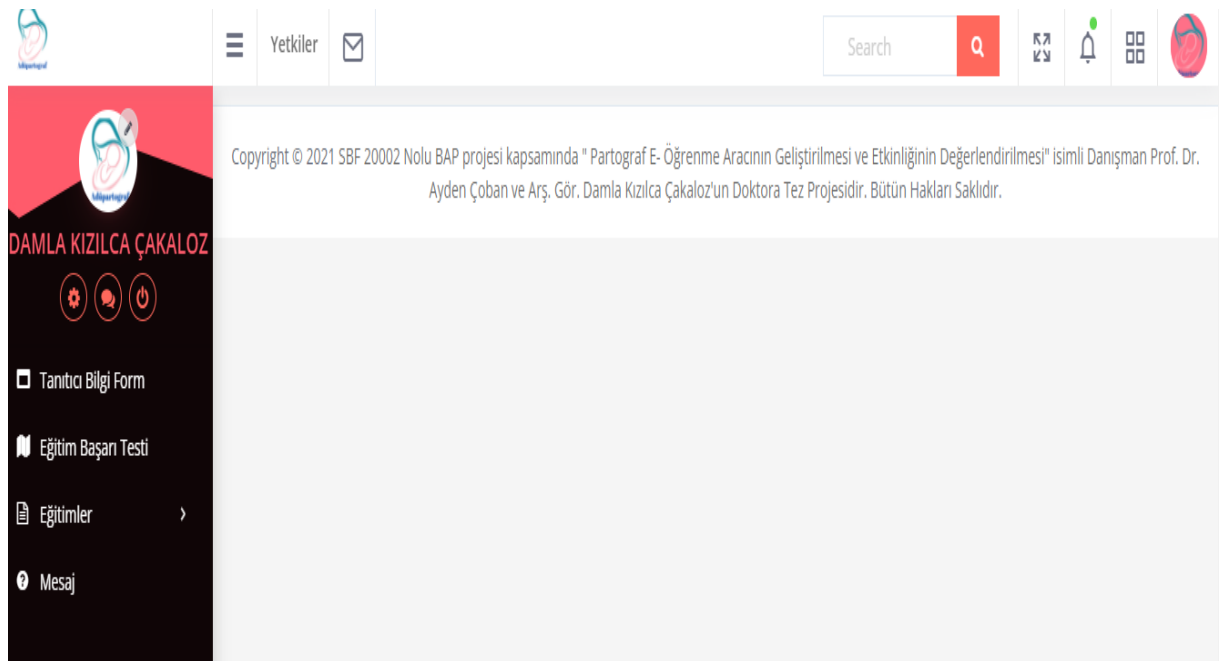 Yetkiler
Search
DAMLA KIZILCA ÇAKALOZ
Tanıtıcı Bilgi Form
Eğitim Başarı Testi
Eğitimler
Mesaj
Copyright © 2021 SBF 20002 Nolu BAP projesi kapsamında " Partograf E- Öğrenme Aracının Geliştirilmesi ve Etkinliğinin Değerlendirilmesi" isimli Danışman Prof. Dr.
Ayden Çoban ve Arş. Gör. Damla Kızılca Çakaloz'un Doktora Tez Projesidir. Bütün Hakları Saklıdır.